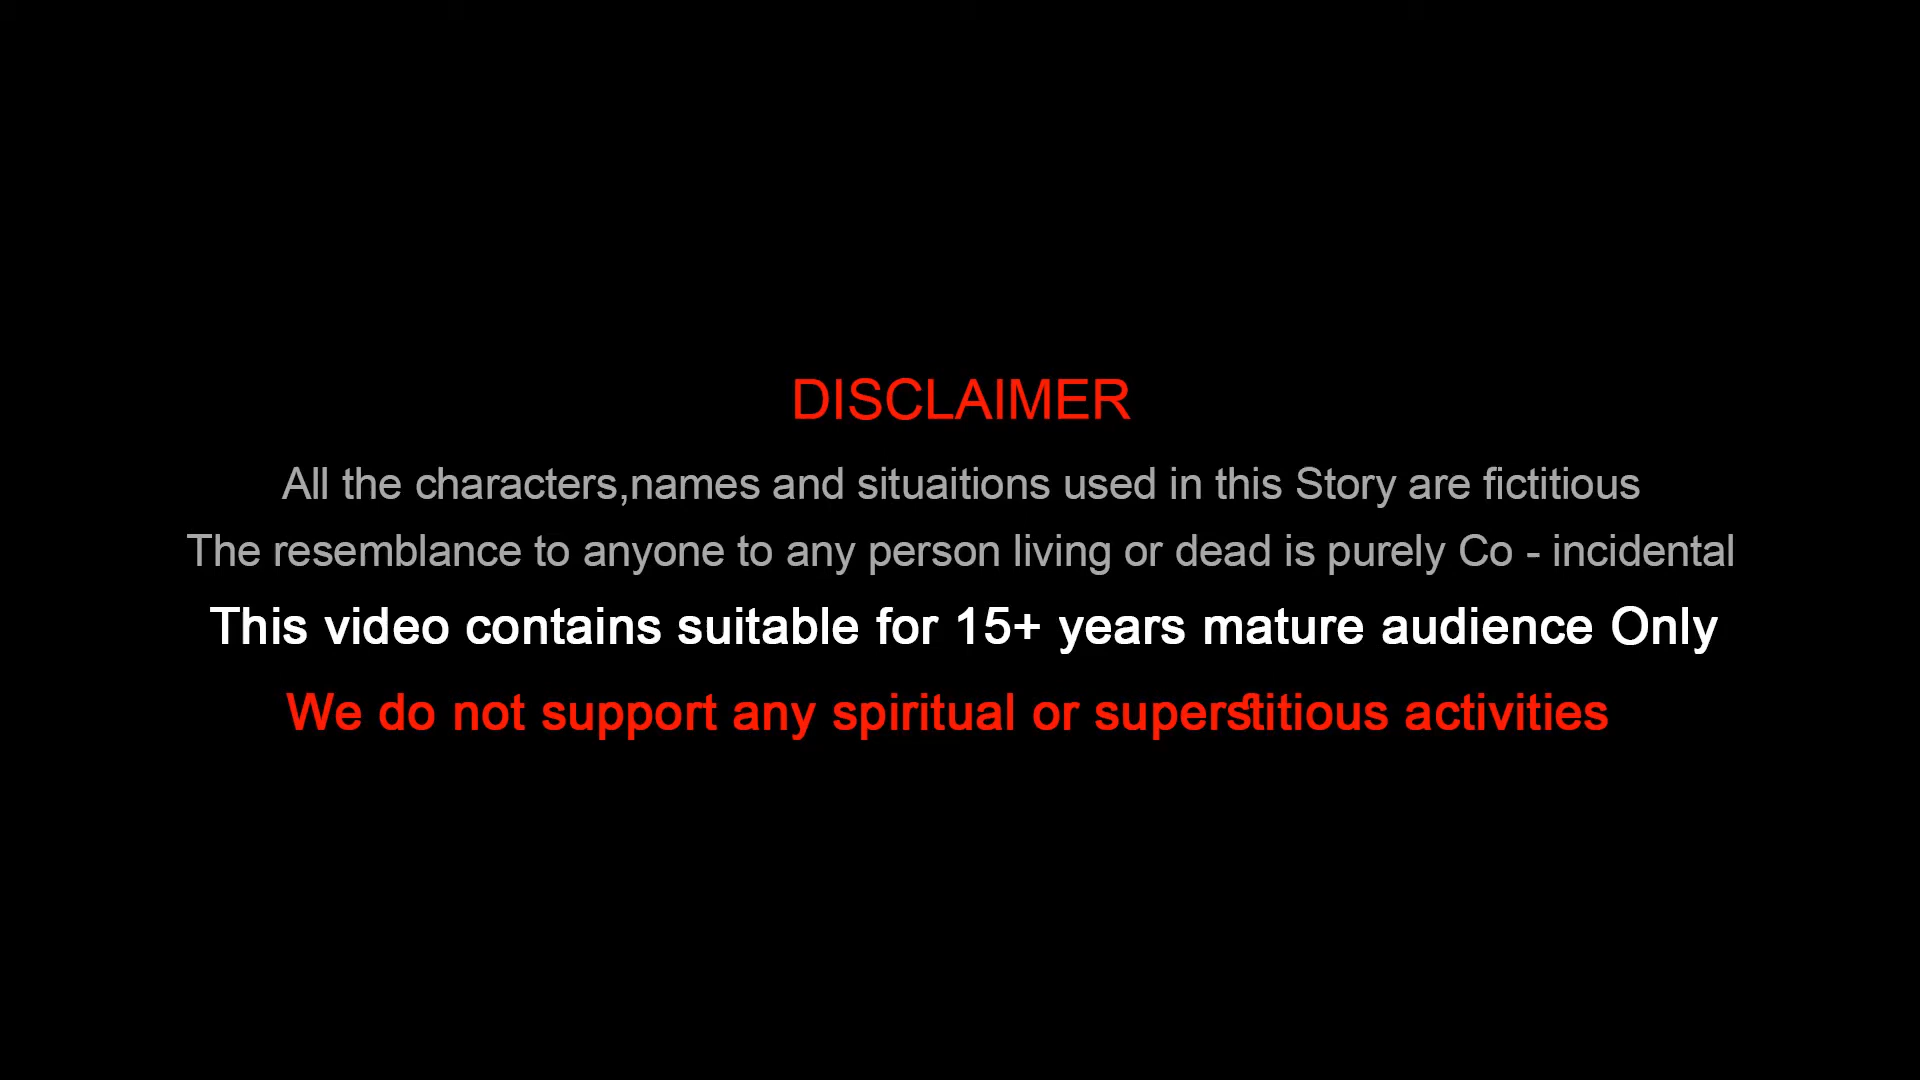 DISCLAIMER
All the characters,names and situaitions used in this Story are fictitious
The resemblance to anyone to any person living or dead is purely Co - incidental
This video contains suitable for 15+ years mature audience Only
We do not support any spiritual or superstitious activities